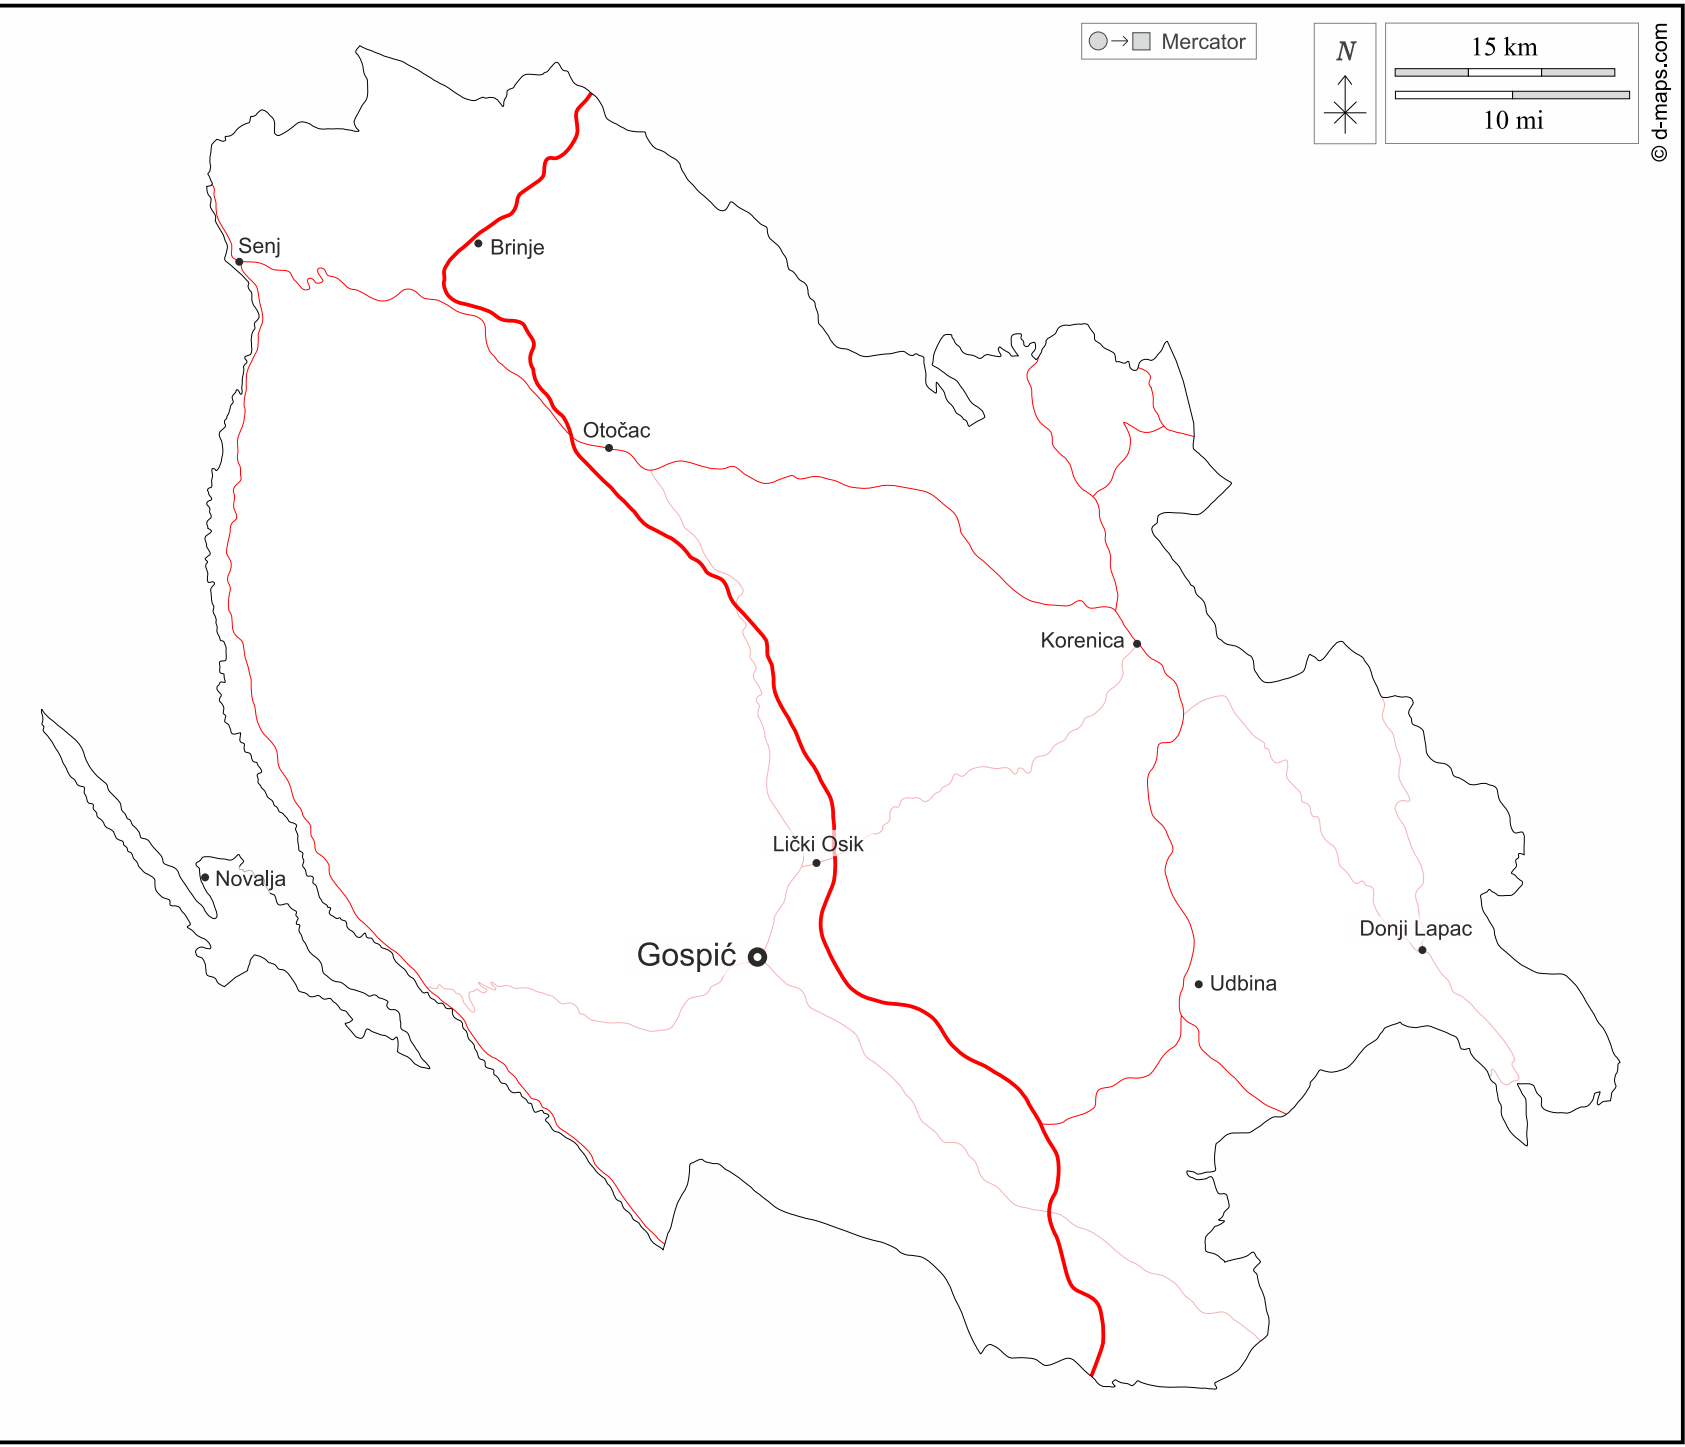 Mercator
N
15 km
10 mi
© d-maps.com
Senj
Brinje
Otočac
Korenica
Lički Osik
Novalja
Donji Lapac
Gospić
Udbina